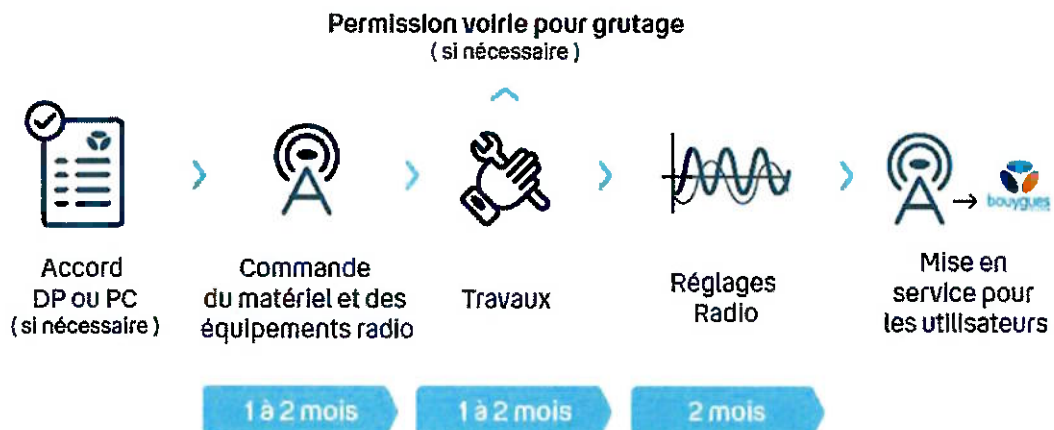 Permission voirie pour grutage
( si nécessaire )
Accord
DP ou PC
( si nécessaire )
Commande
du matériel et des
équipements radio
Travaux
Réglages
Radio
bouygues
Mise en
service pour
les utilisateurs
1 à 2 mois
1 à 2 mois
2 mois